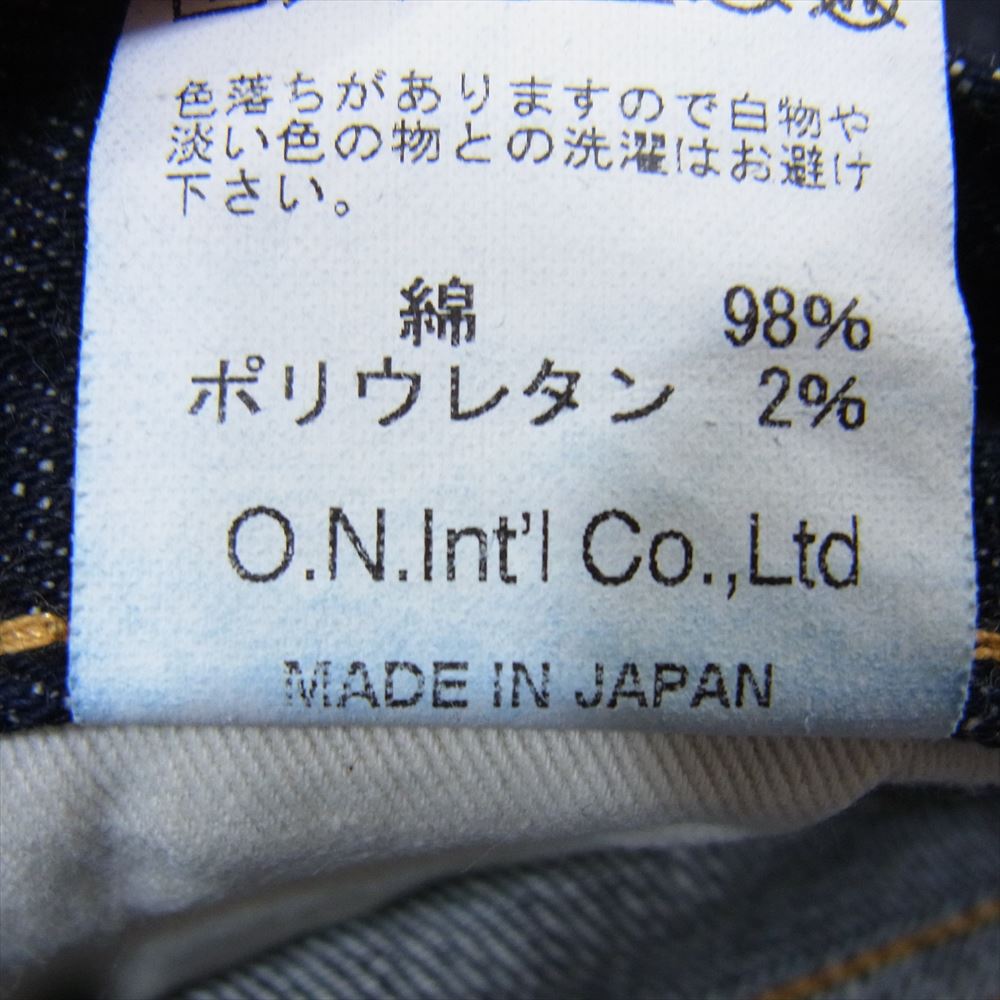 色落ちがありますので白物や
淡い色の物との洗濯はお避け
下さい。
綿 98%
ポリウレタン 2%
O.N.Int'l Co.,Ltd
MADE IN JAPAN